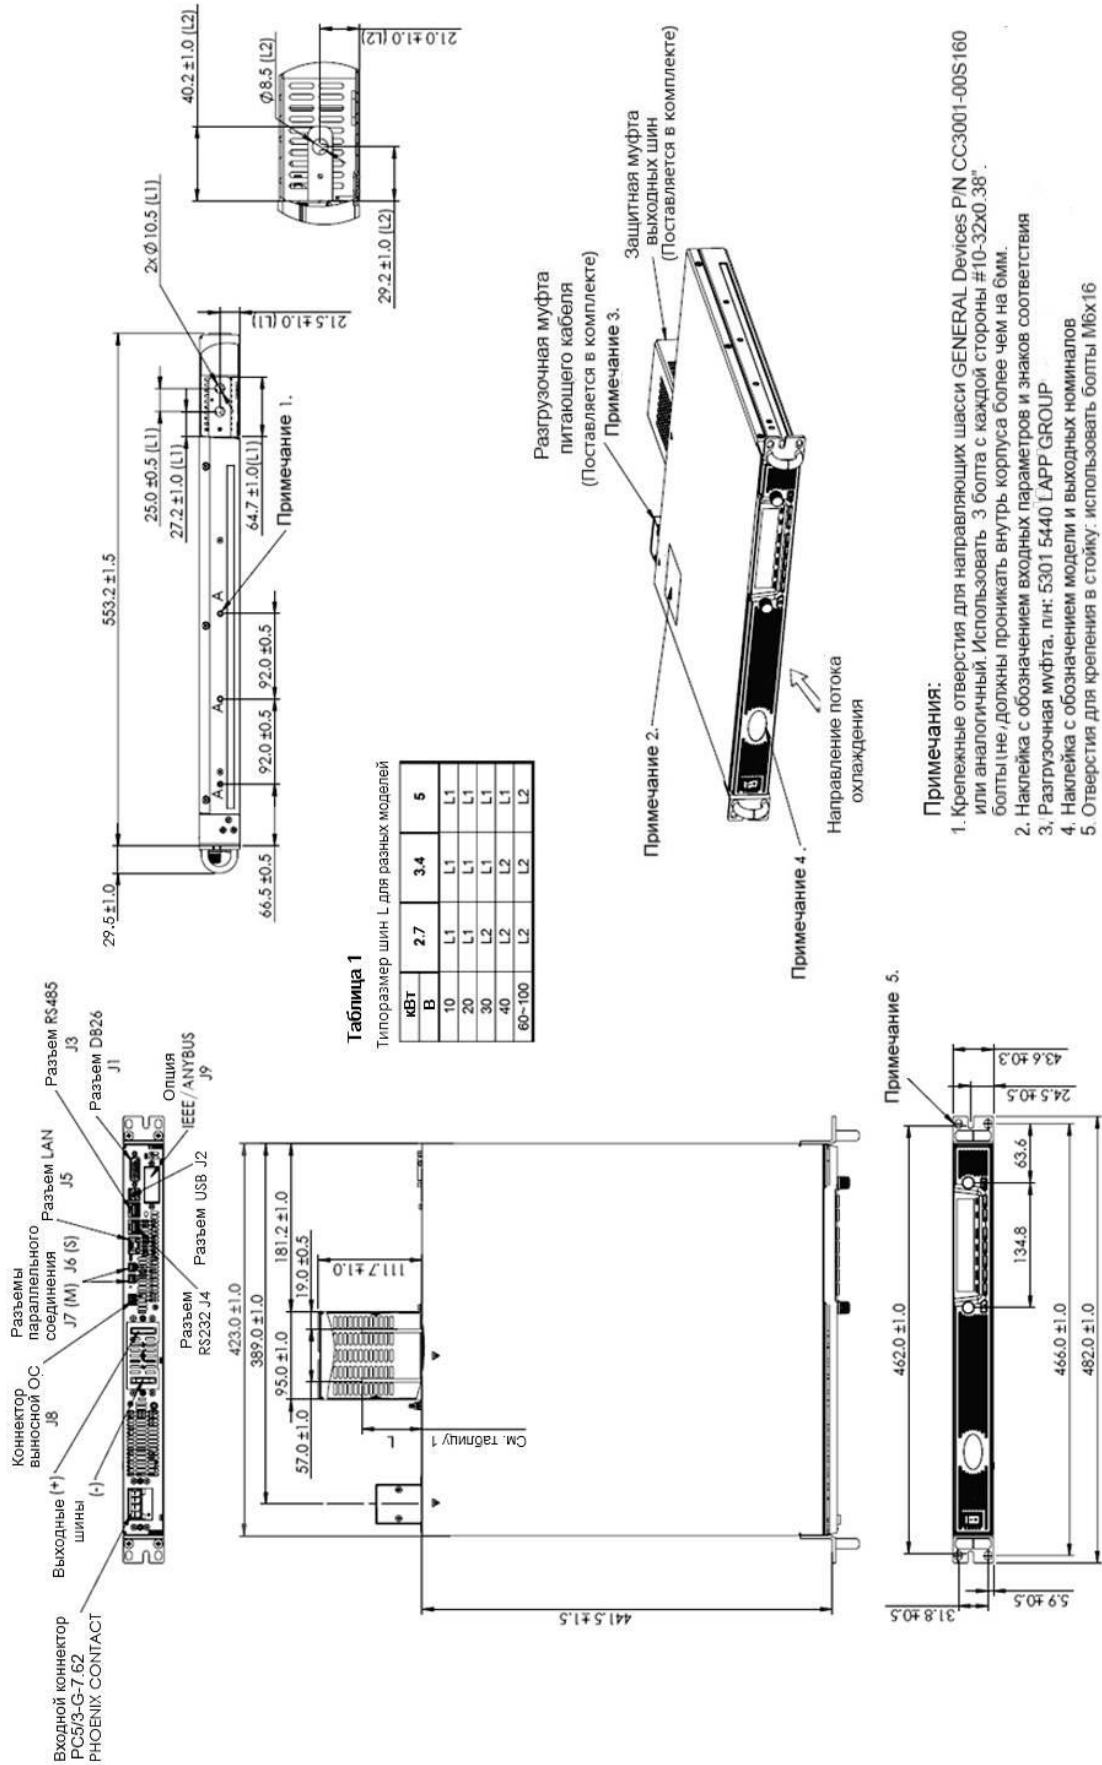 Входной коннектор
PC5/3-G-7.62
PHOENIX CONTACT
Выходные (+)
шины (-)
Коннектор
выносной ОС
J8
Разъемы
параллельного
соединения
J7 (M) J6 (S)
Разъем LAN
J5
Разъем RS485
J3
Разъем DB26
J1
Опция
IEEE / ANYBUS
J9
Разъем USB J2
Разъем
RS232 J4
29.5±1.0
553.2 ±1.5
66.5 ±0.5
92.0 ±0.5
92.0 ±0.5
A
A
A
25.0 ±0.5 (L1)
27.2 ±1.0 (L1)
64.7 ±1.0(L1)
2x Ø 10.5 (L1)
21.5±1.0 (L1)
Примечание 1.
40.2 ±1.0 (L2)
Ø8.5 (L2)
21.0 ±1.0 (L2)
29.2 ±1.0 (L2)
423.0 ±1.0
389.0 ±1.0
95.0 ±1.0
181.2 ±1.0
57.0 ±1.0
19.0 ±0.5
111.7 ±1.0
L
См. таблицу 1
441.5 ±1.5
Таблица 1
Типоразмер шин L для разных моделей
кВт 2.7 3.4 5
В
10 L1 L1 L1
20 L1 L1 L1
30 L2 L1 L1
40 L2 L2 L1
60~100 L2 L2 L2
Разгрузочная муфта
питающего кабеля
(Поставляется в комплекте)
Примечание 3.
Защитная муфта
выходных шин
(Поставляется в комплекте)
Примечание 2.
Примечание 4 .
Направление потока
охлаждения
462.0 ±1.0
Примечание 5.
43.6 ±0.3
24.5 ±0.5
63.6
134.8
31.8 ±0.5
5.9 ±0.5
466.0 ±1.0
482.0 ±1.0
Примечания:
1. Крепежные отверстия для направляющих шасси GENERAL Devices P/N CC3001-00S160
или аналогичный. Использовать 3 болта с каждой стороны #10-32x0.38".
болты не должны проникать внутрь корпуса более чем на 6мм.
2. Наклейка с обозначением входных параметров и знаков соответствия
3. Разгрузочная муфта, п/н: 5301 5440 LAPP GROUP
4. Наклейка с обозначением модели и выходных номиналов
5. Отверстия для крепения в стойку: использовать болты M6x16